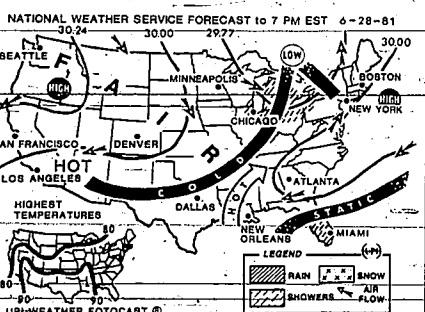 NATIONAL WEATHER SERVICE FORECAST to 7 PM EST 6-28-81
30.24
30.00
29.77
30.00
SEATTLE
F
LOW
HIGH
A
MINNEAPOLIS
BOSTON
HIGH
NEW YORK
I
CHICAGO
AN FRANCISCO
DENVER
R
HOT
LOS ANGELES
COLD
ATLANTA
HIGHEST
TEMPERATURES
DALLAS
HOT
STATIC
80
NEW
ORLEANS
MIAMI
LEGEND
RAIN
SNOW
SHOWERS
AIR
FLOW
80
90
90
UPI WEATHER FOTOCAST ®